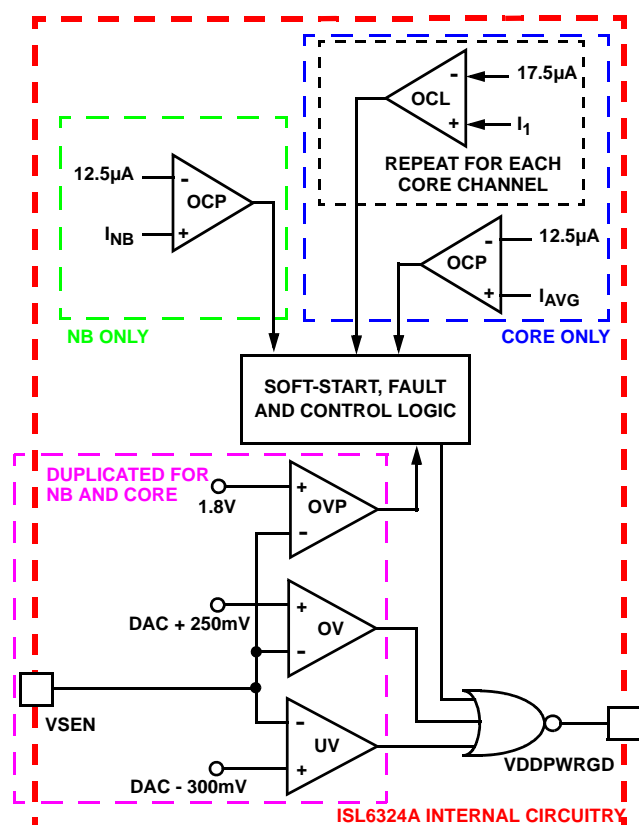 17.5µA
-
OCL
+
I1
REPEAT FOR EACH
CORE CHANNEL
12.5µA
-
OCP
INB
+
-
12.5µA
OCP
+
IAVG
NB ONLY
CORE ONLY
SOFT-START, FAULT
AND CONTROL LOGIC
DUPLICATED FOR
NB AND CORE
+
1.8V
OVP
-
+
DAC + 250mV
OV
-
VSEN
-
UV
+
DAC - 300mV
VDDPWRGD
ISL6324A INTERNAL CIRCUITRY